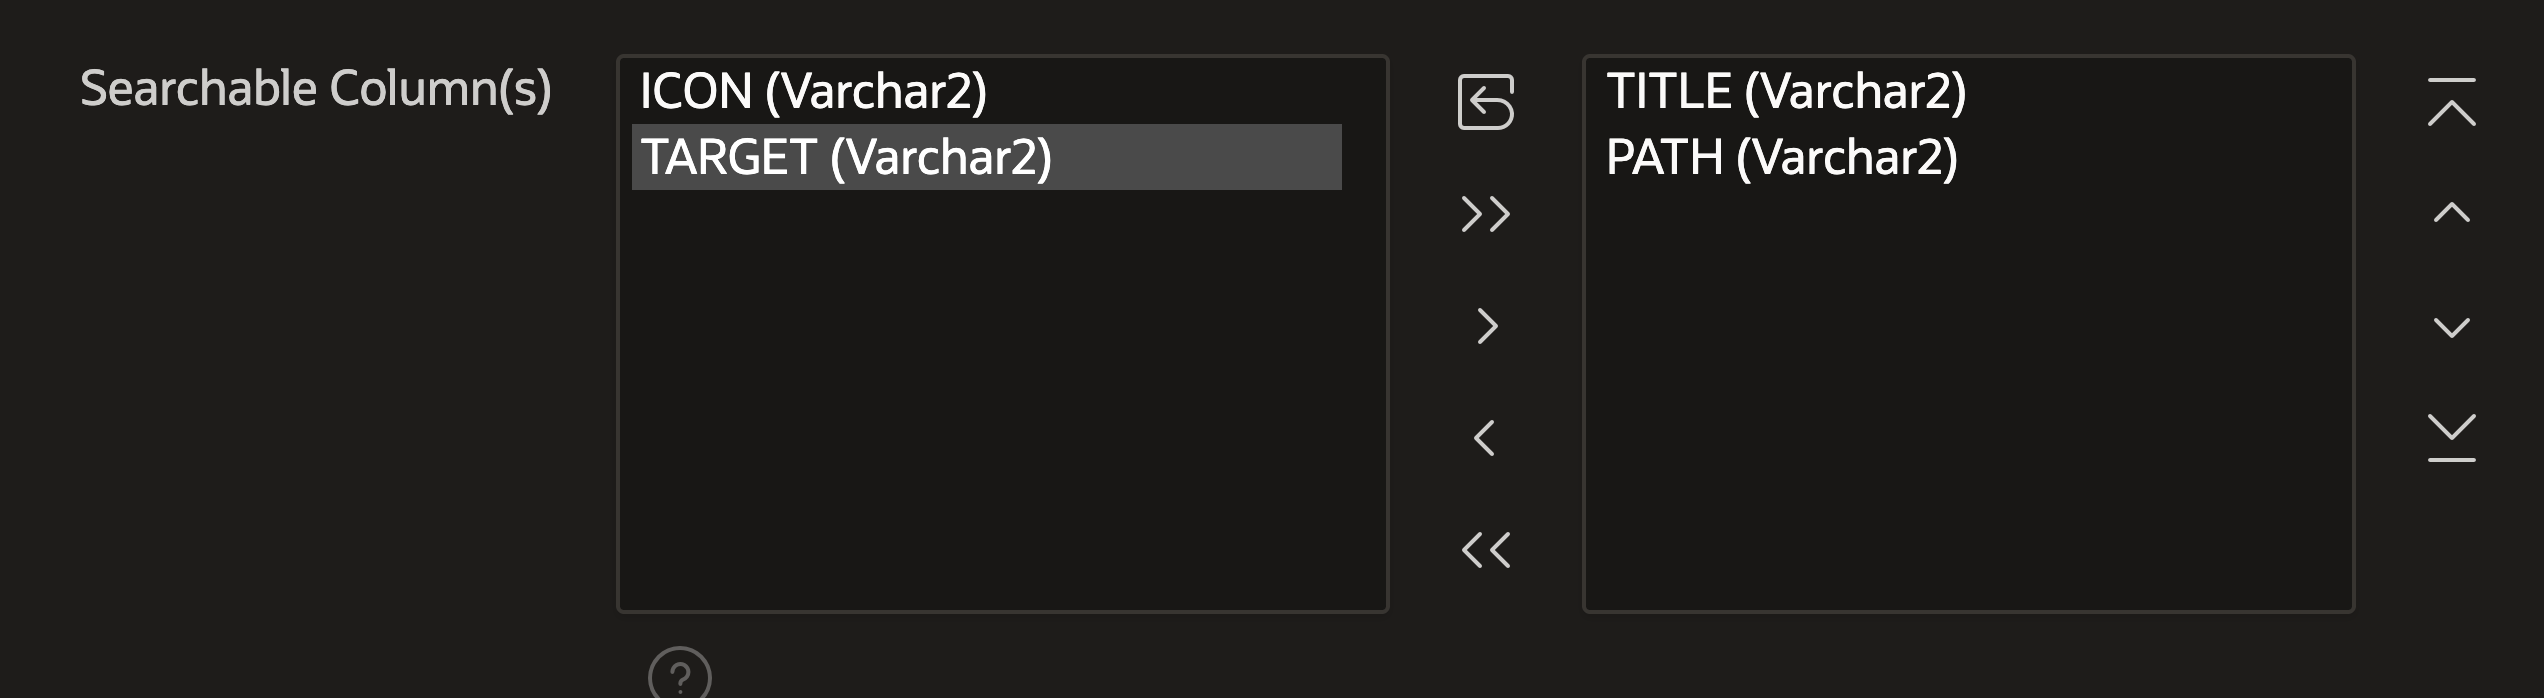 Searchable Column(s)
ICON (Varchar2)
TARGET (Varchar2)
TITLE (Varchar2)
PATH (Varchar2)
?